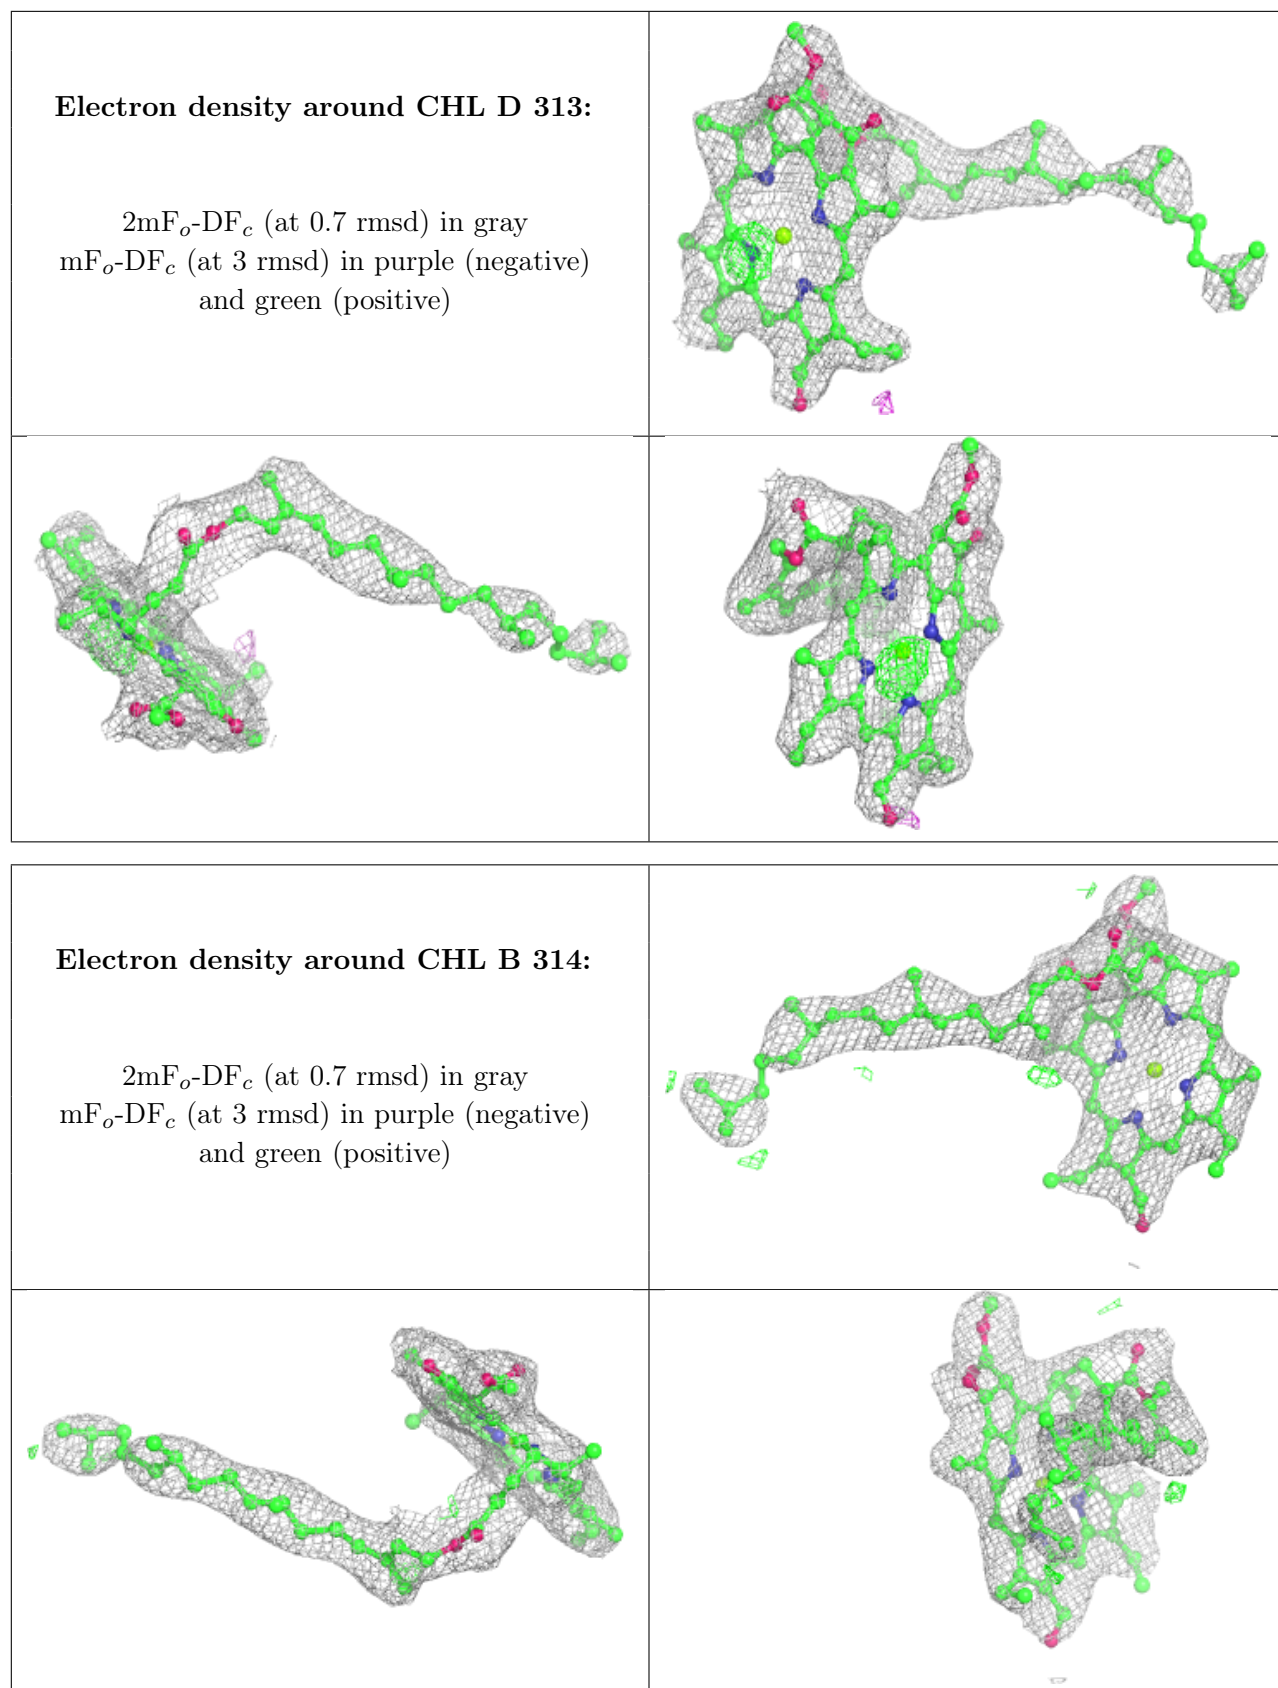 Electron density around CHL D 313:
2mFo-DFc (at 0.7 rmsd) in gray
mFo-DFc (at 3 rmsd) in purple (negative)
and green (positive)
Electron density around CHL B 314:
2mFo-DFc (at 0.7 rmsd) in gray
mFo-DFc (at 3 rmsd) in purple (negative)
and green (positive)